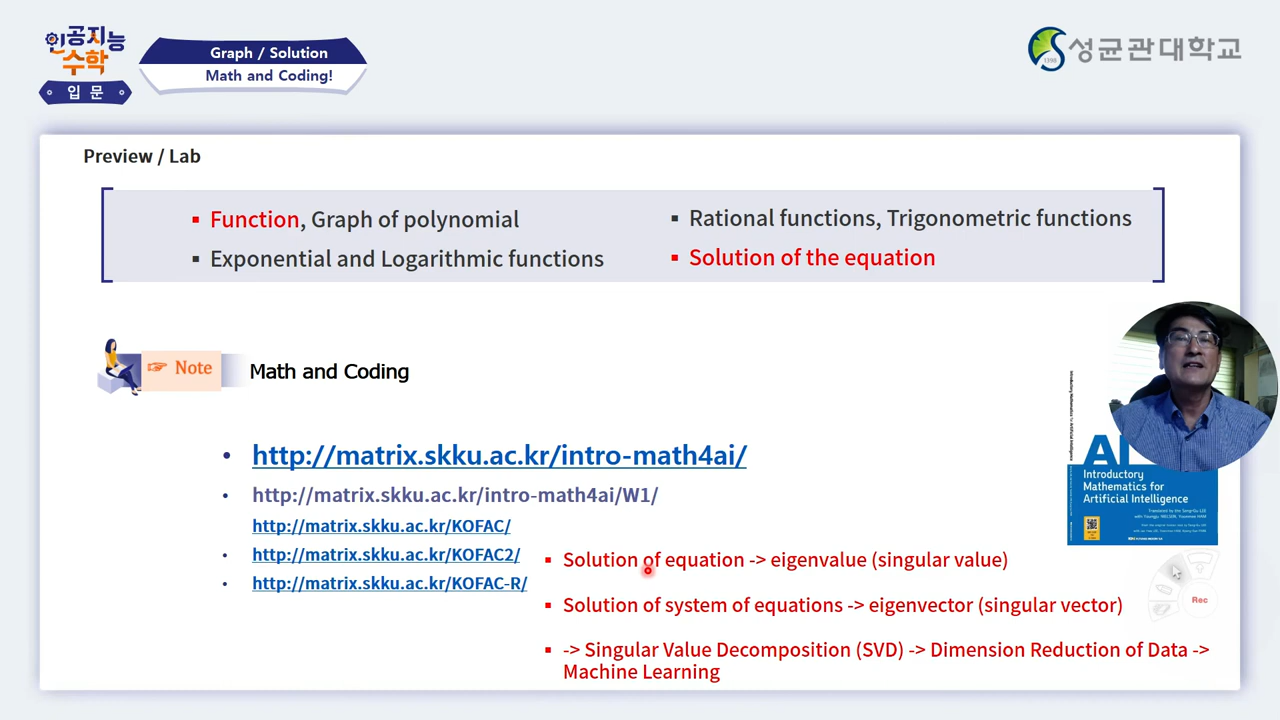 인공지능
수학
입문
Graph / Solution
Math and Coding!
1398
성균관대학교
Preview / Lab
▪ Function, Graph of polynomial
▪ Rational functions, Trigonometric functions
▪ Exponential and Logarithmic functions
▪ Solution of the equation
☞ Note
Math and Coding
• http://matrix.skku.ac.kr/intro-math4ai/
• http://matrix.skku.ac.kr/intro-math4ai/W1/
http://matrix.skku.ac.kr/KOFAC/
• http://matrix.skku.ac.kr/KOFAC2/
• http://matrix.skku.ac.kr/KOFAC-R/
▪ Solution of equation -> eigenvalue (singular value)
▪ Solution of system of equations -> eigenvector (singular vector)
▪ -> Singular Value Decomposition (SVD) -> Dimension Reduction of Data ->
Machine Learning
AI
Introductory
Mathematics for
Artificial Intelligence
Rec